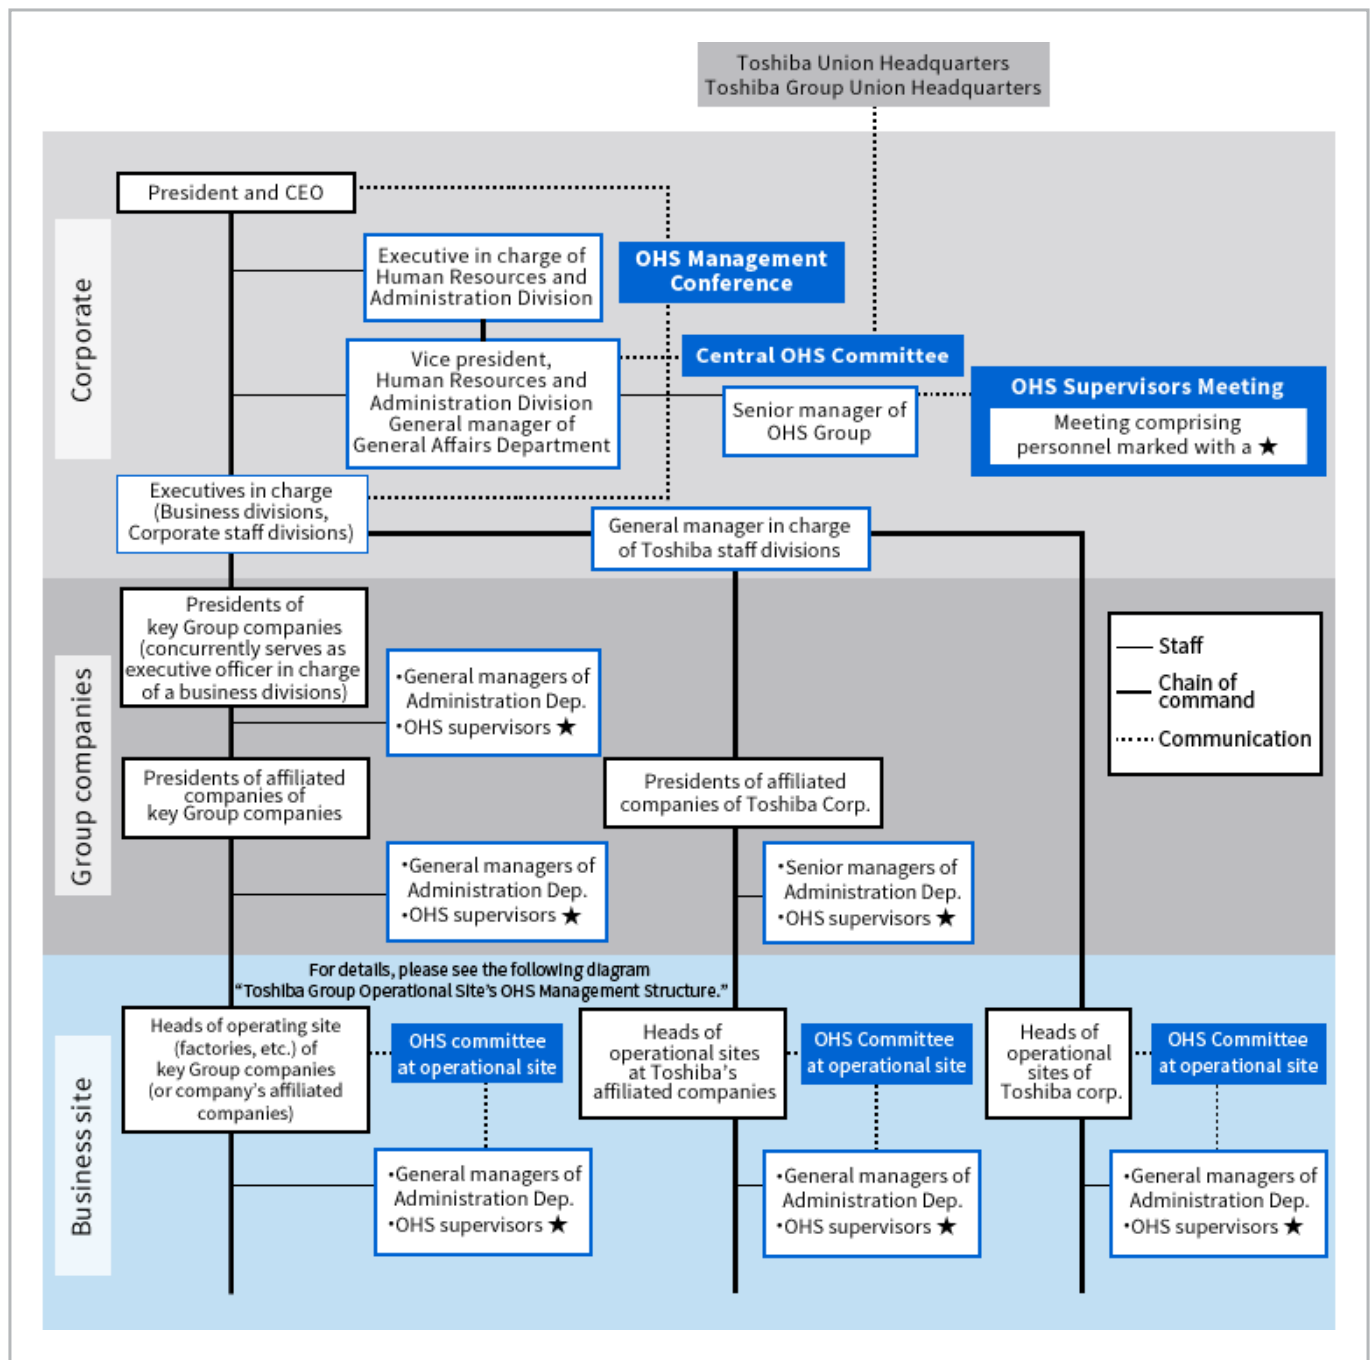 Toshiba Union Headquarters
Toshiba Group Union Headquarters
Corporate
President and CEO
Executive in charge of
Human Resources and
Administration Division
OHS Management
Conference
Vice president,
Human Resources and
Administration Division
General manager of
General Affairs Department
Central OHS Committee
Senior manager of
OHS Group
OHS Supervisors Meeting
Meeting comprising
personnel marked with a ★
Executives in charge
(Business divisions,
Corporate staff divisions)
General manager in charge
of Toshiba staff divisions
Group companies
Presidents of
key Group companies
(concurrently serves as
executive officer in charge
of a business divisions)
•General managers of
Administration Dep.
•OHS supervisors ★
Staff
Chain of
command
Communication
Presidents of affiliated
companies of
key Group companies
Presidents of affiliated
companies of Toshiba Corp.
•General managers of
Administration Dep.
•OHS supervisors ★
•Senior managers of
Administration Dep.
•OHS supervisors ★
Business site
For details, please see the following diagram
“Toshiba Group Operational Site’s OHS Management Structure.”
Heads of operating site
(factories, etc.) of
key Group companies
(or company’s affiliated
companies)
OHS committee
at operational site
Heads of
operational sites
at Toshiba’s
affiliated companies
OHS Committee
at operational site
Heads of
operational
sites of
Toshiba corp.
OHS Committee
at operational site
•General managers of
Administration Dep.
•OHS supervisors ★
•General managers of
Administration Dep.
•OHS supervisors ★
•General managers of
Administration Dep.
•OHS supervisors ★